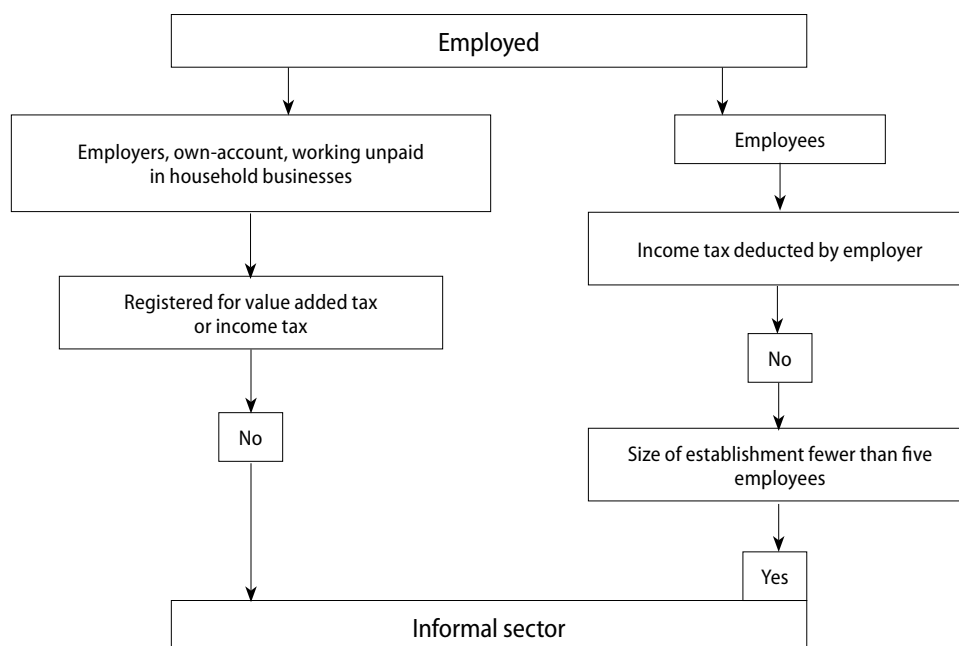 Employed
Employers, own-account, working unpaid
in household businesses
Employees
Income tax deducted by employer
Registered for value added tax
or income tax
No
No
Size of establishment fewer than five
employees
Yes
Informal sector